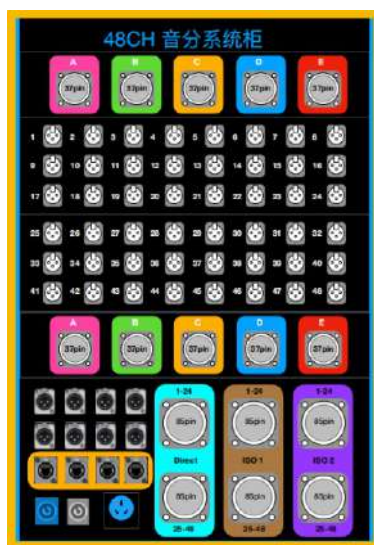 48CH 音分系统柜
A B C D E
37pin 37pin 37pin 37pin 37pin
1 2 3 4 5 6 7 8
9 10 11 12 13 14 15 16
17 18 19 20 21 22 23 24
25 26 27 28 29 30 31 32
33 34 35 36 37 38 39 40
41 42 43 44 45 46 47 48
A B C D E
37pin 37pin 37pin 37pin 37pin
1-24 1-24 1-24
85pin 85pin 85pin
Direct ISO 1 ISO 2
85pin 85pin 85pin
25-48 25-48 25-48